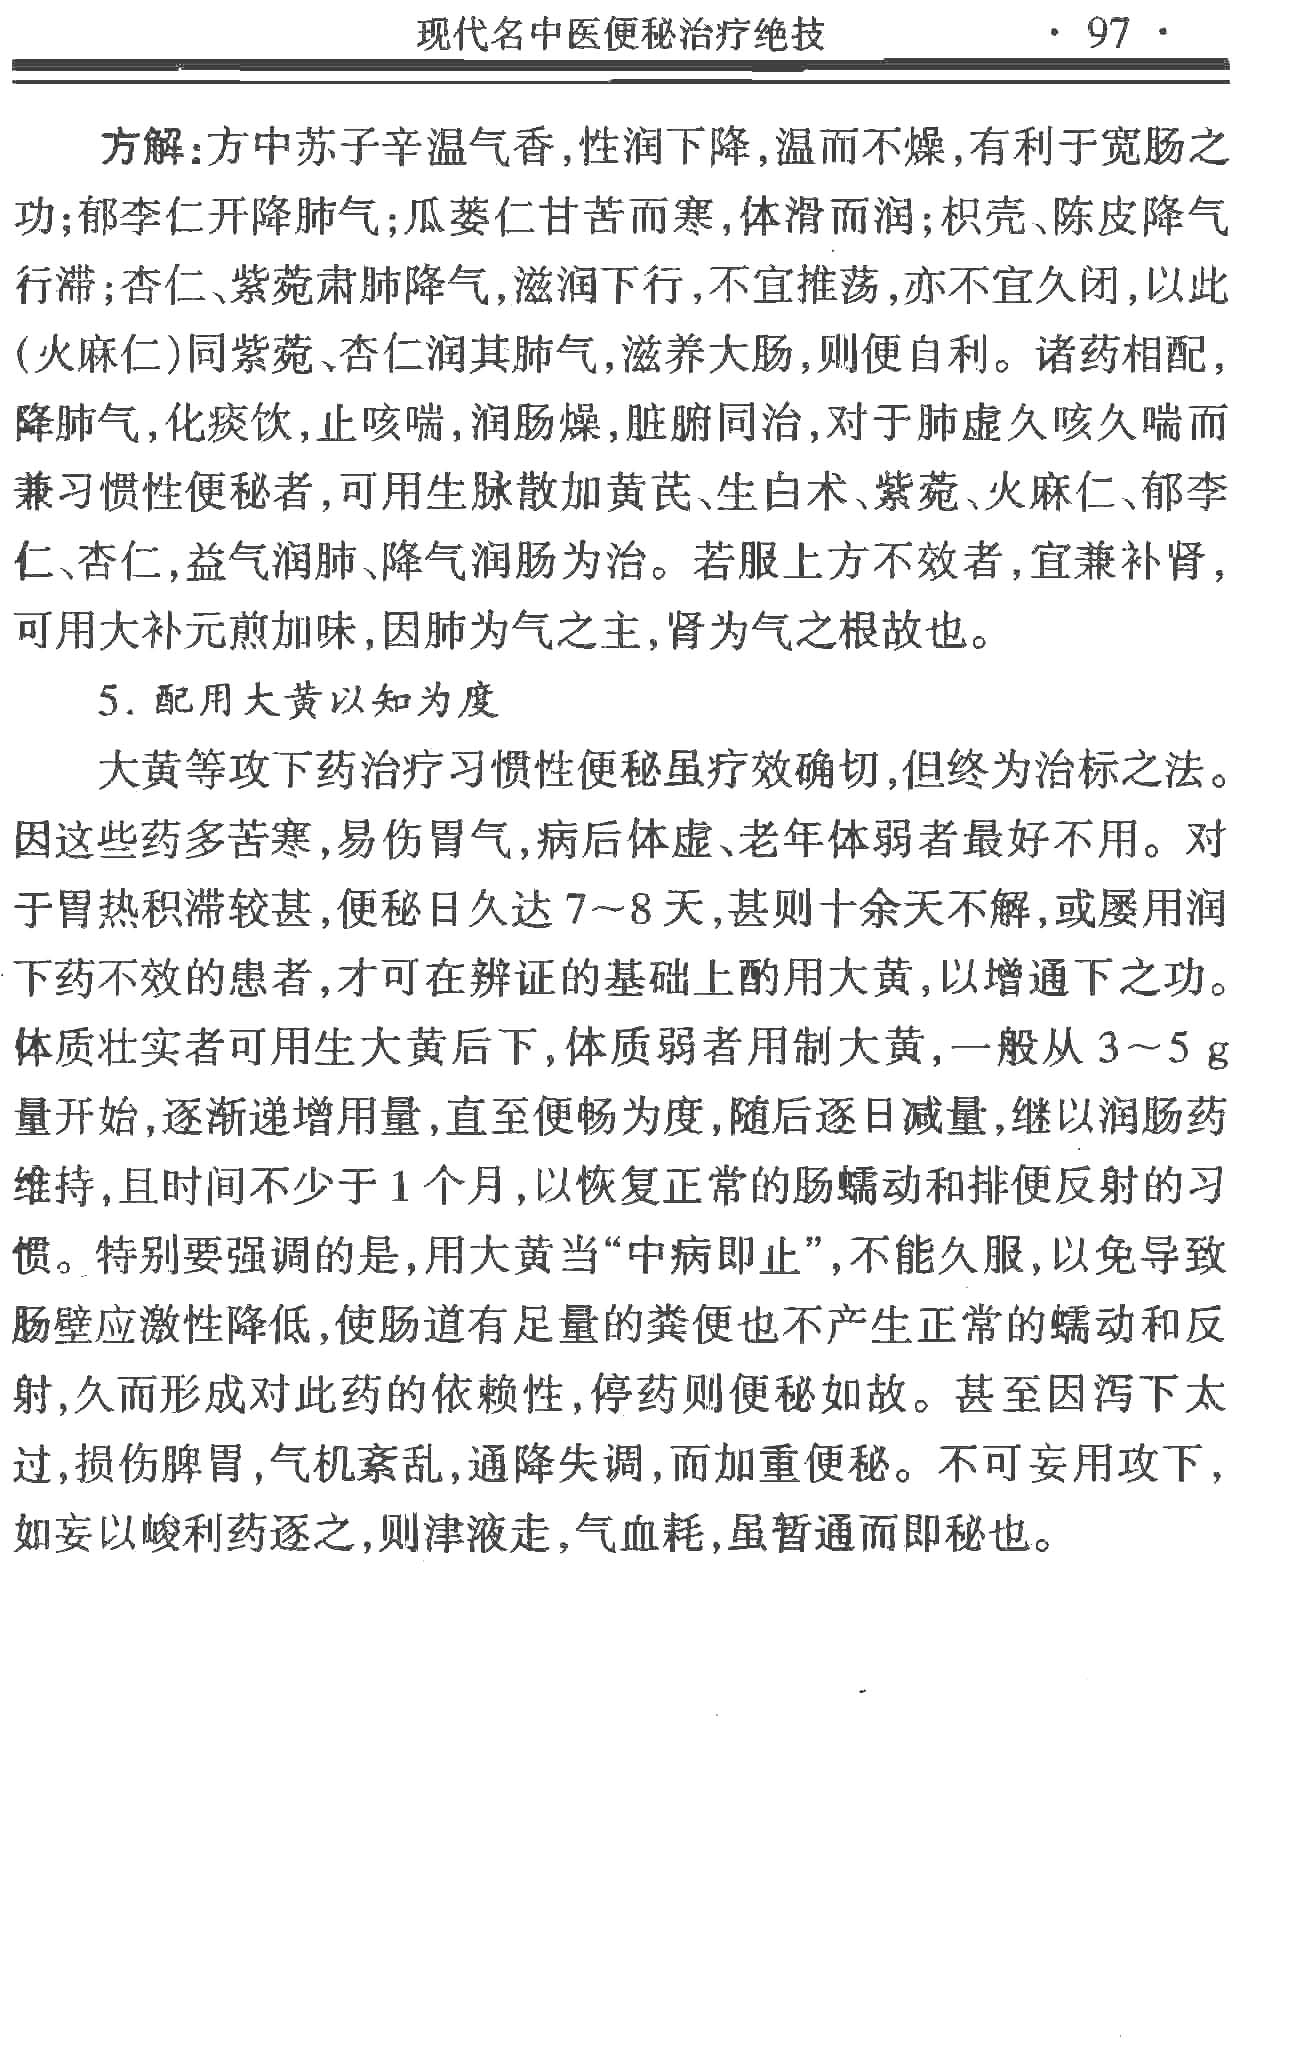 现代名中医便秘治疗绝技 · 97 ·
方解:方中苏子辛温气香,性润下降,温而不燥,有利于宽肠之
功;郁李仁开降肺气;瓜蒌仁甘苦而寒,体滑而润;枳壳、陈皮降气
行滞;杏仁、紫菀肃肺降气,滋润下行,不宜推荡,亦不宜久闭,以此
(火麻仁)同紫菀、杏仁润其肺气,滋养大肠,则便自利。诸药相配,
降肺气,化痰饮,止咳喘,润肠燥,脏腑同治,对于肺虚久咳久喘而
兼习惯性便秘者,可用生脉散加黄芪、生白术、紫菀、火麻仁、郁李
仁、杏仁,益气润肺、降气润肠为治。若服上方不效者,宜兼补肾,
可用大补元煎加味,因肺为气之主,肾为气之根故也。
5. 配用大黄以知为度
大黄等攻下药治疗习惯性便秘虽疗效确切,但终为治标之法。
因这些药多苦寒,易伤胃气,病后体虚、老年体弱者最好不用。对
于胃热积滞较甚,便秘日久达7～8天,甚则十余天不解,或屡用润
下药不效的患者,才可在辨证的基础上酌用大黄,以增通下之功。
体质壮实者可用生大黄后下,体质弱者用制大黄,一般从3～5 g
量开始,逐渐递增用量,直至便畅为度,随后逐日减量,继以润肠药
维持,且时间不少于1个月,以恢复正常的肠蠕动和排便反射的习
惯。特别要强调的是,用大黄当“中病即止”,不能久服,以免导致
肠壁应激性降低,使肠道有足量的粪便也不产生正常的蠕动和反
射,久而形成对此药的依赖性,停药则便秘如故。甚至因泻下太
过,损伤脾胃,气机紊乱,通降失调,而加重便秘。不可妄用攻下,
如妄以峻利药逐之,则津液走,气血耗,虽暂通而即秘也。